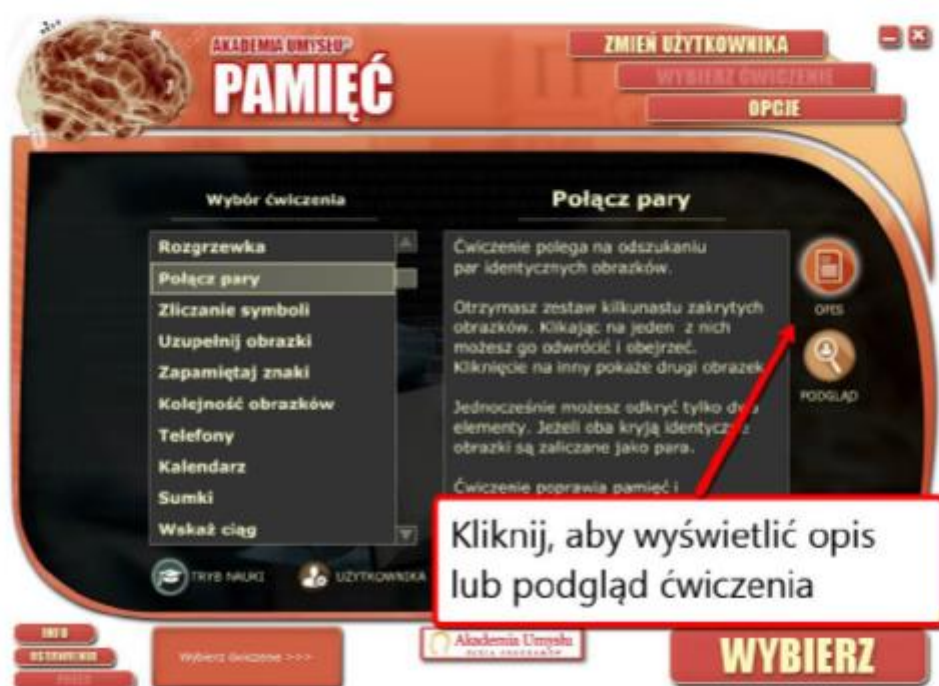 AKADEMIA UMYSŁU®
PAMIĘĆ
ZMIEŃ UŻYTKOWNIKA
WYBIERZ ĆWICZENIE
OPCJE
Wybór ćwiczenia
Rozgrzewka
Połącz pary
Zliczanie symboli
Uzupełnij obrazki
Zapamiętaj znaki
Kolejność obrazków
Telefony
Kalendarz
Sumki
Wskaż ciąg
TRYB NAUKI
UŻYTKOWNIKA
Połącz pary
Ćwiczenie polega na odszukaniu
par identycznych obrazków.
Otrzymasz zestaw kilkunastu zakrytych
obrazków. Klikając na jeden z nich
możesz go odwrócić i obejrzeć.
Kliknięcie na inny pokaże drugi obrazek
Jednocześnie możesz odkryć tylko dwa
elementy. Jeżeli oba kryją identyczne
obrazki są zaliczane jako para.
Ćwiczenie poprawia pamięć i
OPIS
PODGLĄD
Kliknij, aby wyświetlić opis
lub podgląd ćwiczenia
INFO
USTAWIENIA
Wybierz ćwiczenie >>>
Akademia Umysłu
SERIA PROGRAMÓW
WYBIERZ